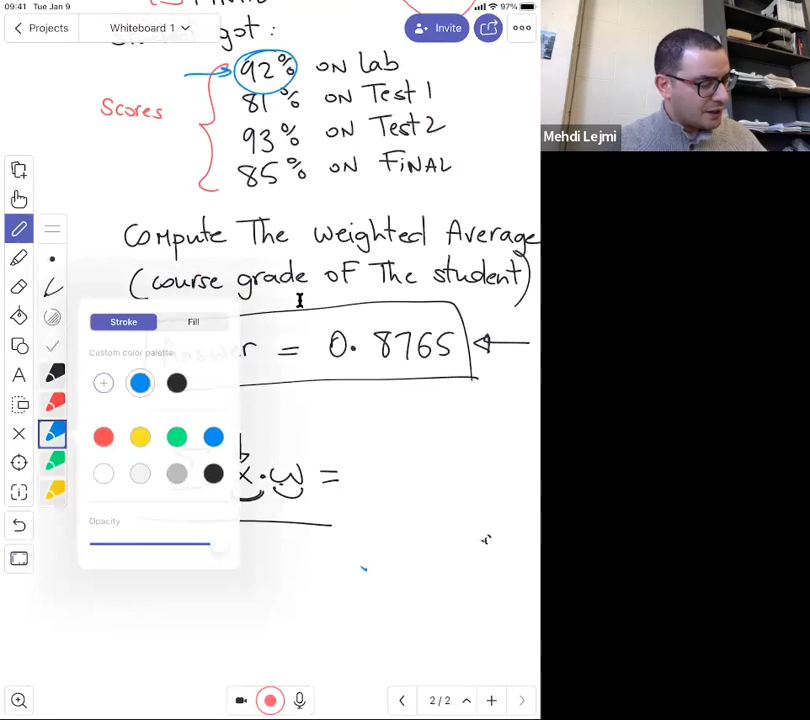 09:41 Tue Jan 9
97%
Projects
Whiteboard 1
Invite
got:
92% ON Lab
81% ON Test 1
93% ON Test 2
85% ON FINAL
Scores
Mehdi Lejmi
Compute The weighted Average
(course grade of The student)
Answer = 0.8765
x.w =
Stroke
Fill
Custom color palette
Opacity
2/2